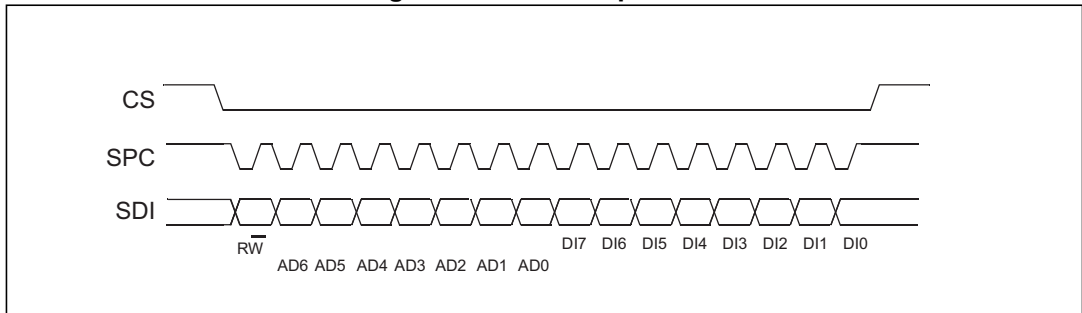 CS
SPC
SDI
RW DI7 DI6 DI5 DI4 DI3 DI2 DI1 DI0
AD6 AD5 AD4 AD3 AD2 AD1 AD0